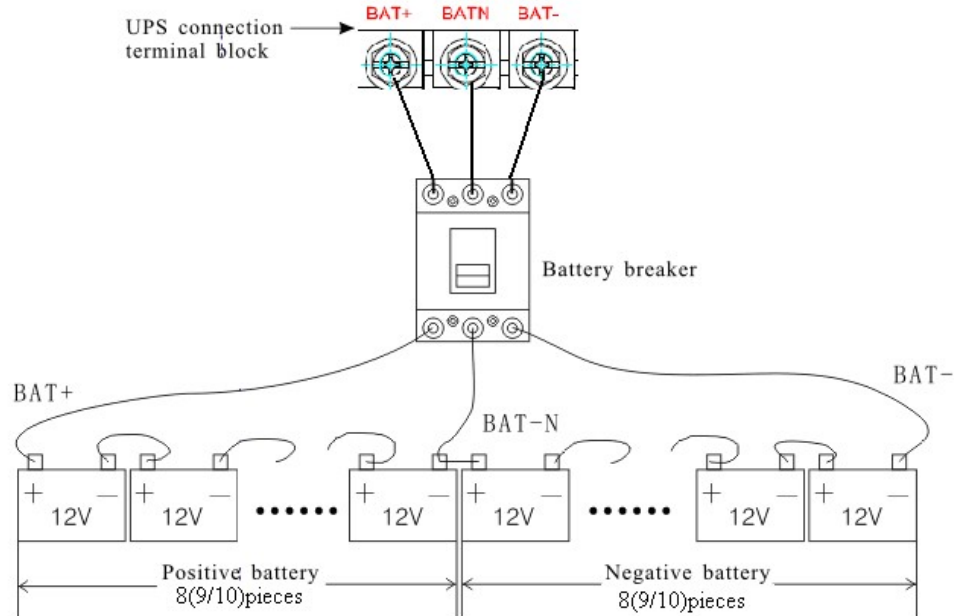 BAT+ BATN BAT-
UPS connection
terminal block
Battery breaker
BAT+
BAT-
BAT-N
+ — + — + — + — + — + —
12V 12V 12V 12V 12V 12V
Positive battery
8(9/10)pieces
Negative battery
8(9/10)pieces